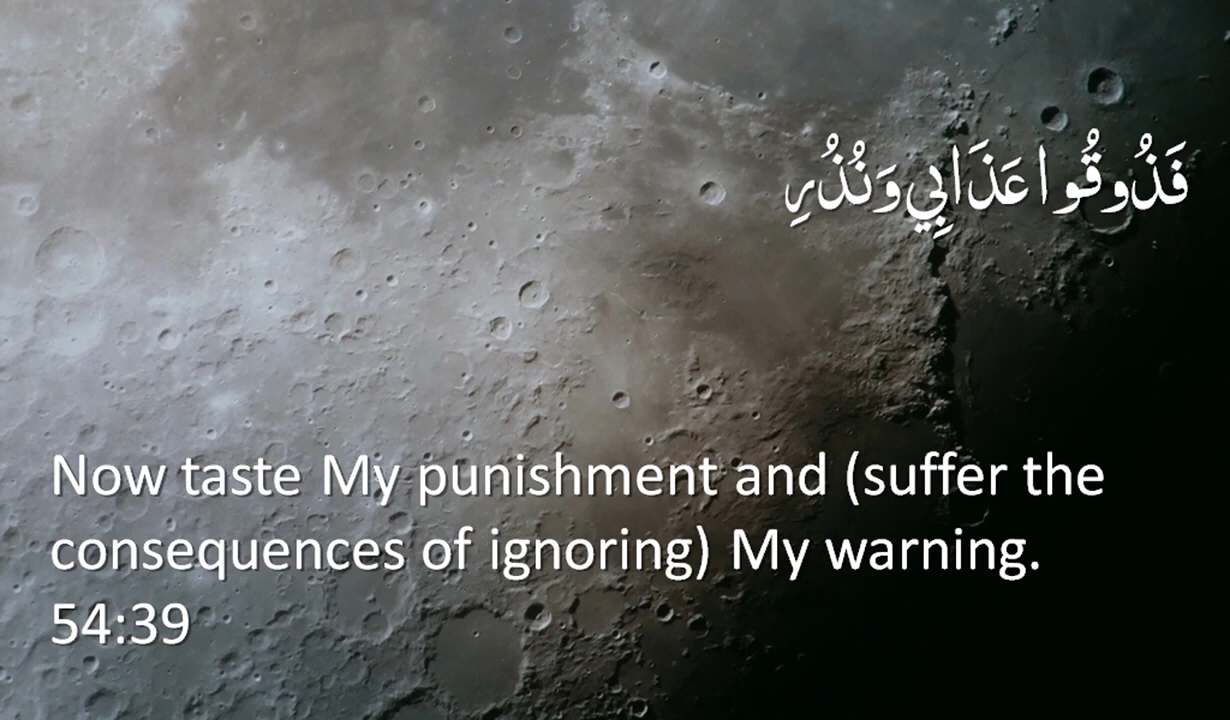 فَذُوقُوا عَذَابِي وَنُذُرِ
Now taste My punishment and (suffer the
consequences of ignoring) My warning.
54:39